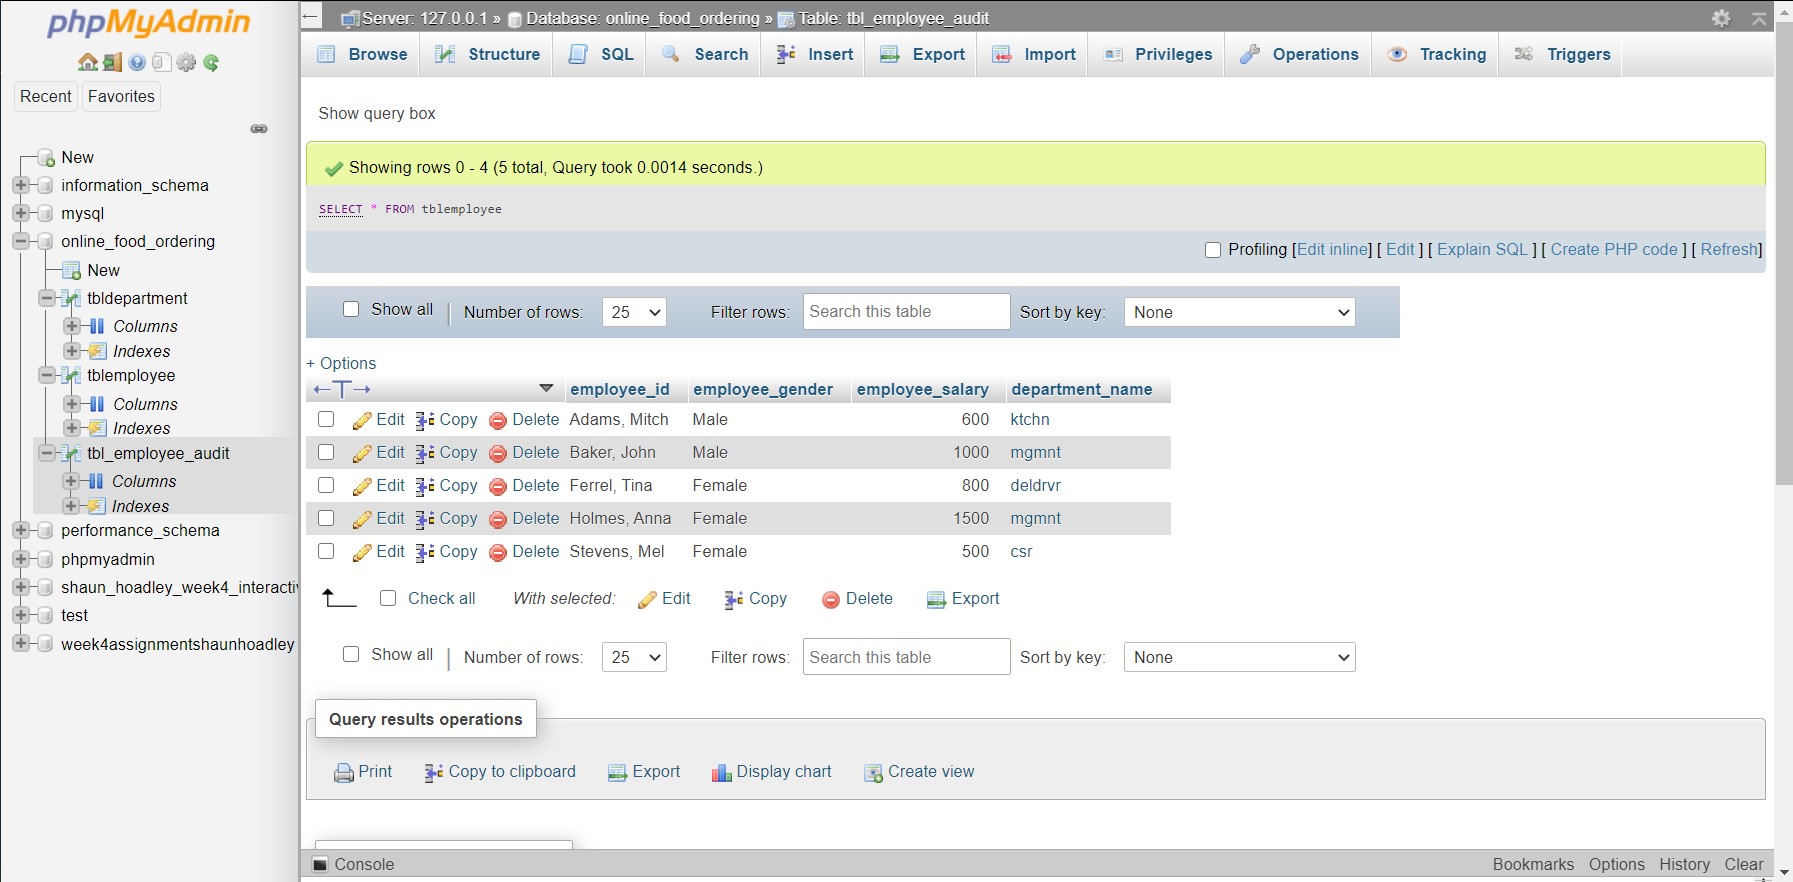 phpMyAdmin
Recent Favorites
New
information_schema
mysql
online_food_ordering
New
tbldepartment
Columns
Indexes
tblemployee
Columns
Indexes
tbl_employee_audit
Columns
Indexes
performance_schema
phpmyadmin
shaun_hoadley_week4_interactiv
test
week4assignmentshaunhoadley
Server: 127.0.0.1 » Database: online_food_ordering » Table: tbl_employee_audit
Browse Structure SQL Search Insert Export Import Privileges Operations Tracking Triggers
Show query box
Showing rows 0 - 4 (5 total, Query took 0.0014 seconds.)
SELECT * FROM tblemployee
Profiling [Edit inline] [ Edit ] [ Explain SQL ] [ Create PHP code ] [ Refresh]
Show all Number of rows: 25 Filter rows: Search this table Sort by key: None
+ Options
←T→ employee_id employee_gender employee_salary department_name
Edit Copy Delete Adams, Mitch Male 600 ktchn
Edit Copy Delete Baker, John Male 1000 mgmnt
Edit Copy Delete Ferrel, Tina Female 800 deldrvr
Edit Copy Delete Holmes, Anna Female 1500 mgmnt
Edit Copy Delete Stevens, Mel Female 500 csr
Check all With selected: Edit Copy Delete Export
Show all Number of rows: 25 Filter rows: Search this table Sort by key: None
Query results operations
Print Copy to clipboard Export Display chart Create view
Console Bookmarks Options History Clear